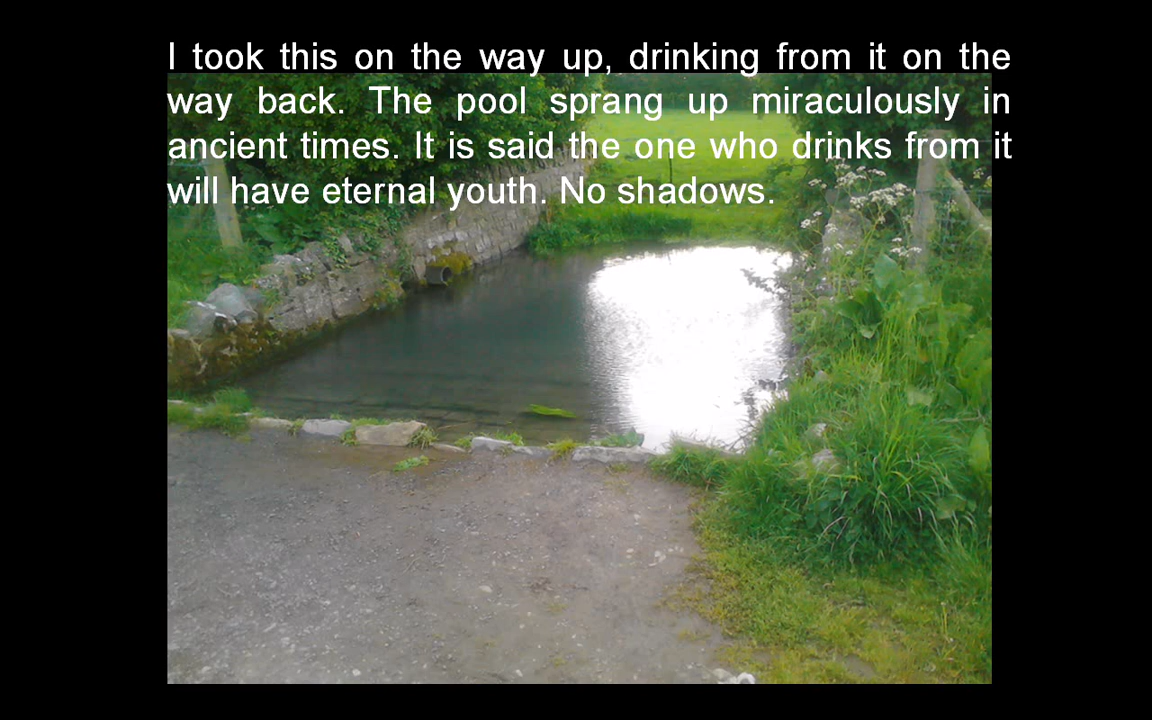 I took this on the way up, drinking from it on the
way back. The pool sprang up miraculously in
ancient times. It is said the one who drinks from it
will have eternal youth. No shadows.